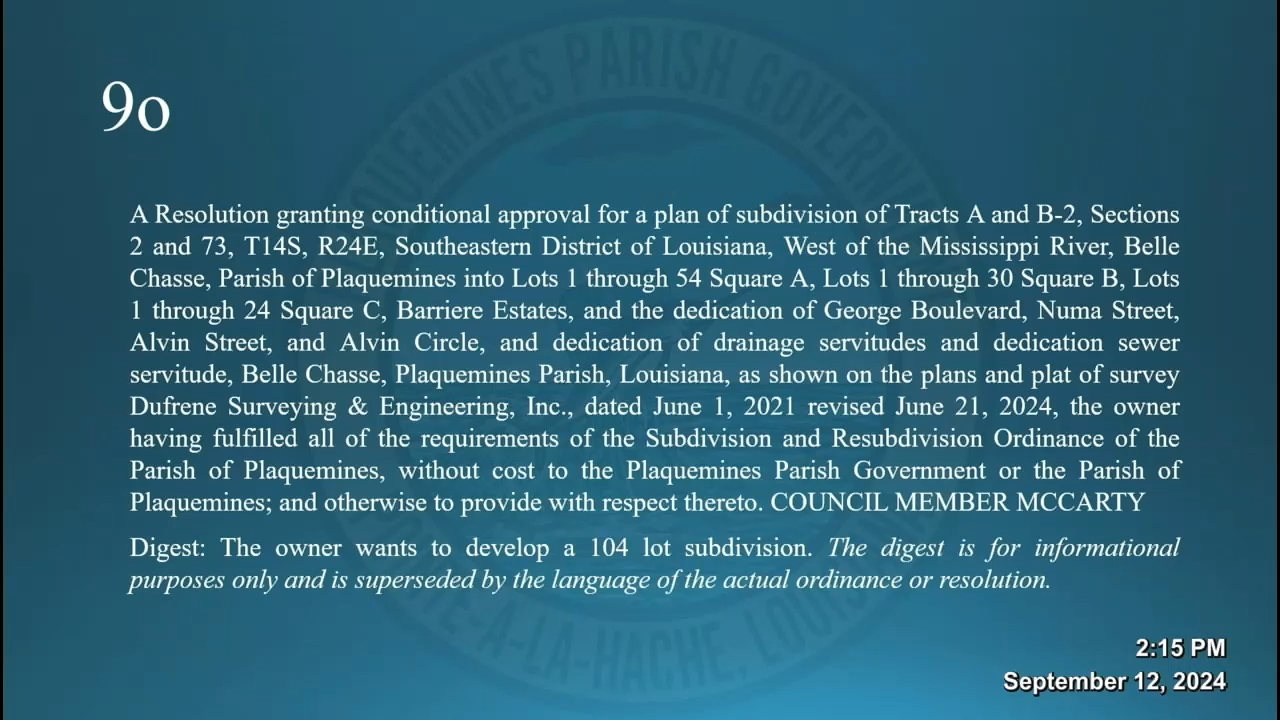 PLAQUEMINES PARISH GOVERNMENT
9o
A Resolution granting conditional approval for a plan of subdivision of Tracts A and B-2, Sections
2 and 73, T14S, R24E, Southeastern District of Louisiana, West of the Mississippi River, Belle
Chasse, Parish of Plaquemines into Lots 1 through 54 Square A, Lots 1 through 30 Square B, Lots
1 through 24 Square C, Barriere Estates, and the dedication of George Boulevard, Numa Street,
Alvin Street, and Alvin Circle, and dedication of drainage servitudes and dedication sewer
servitude, Belle Chasse, Plaquemines Parish, Louisiana, as shown on the plans and plat of survey
Dufrene Surveying & Engineering, Inc., dated June 1, 2021 revised June 21, 2024, the owner
having fulfilled all of the requirements of the Subdivision and Resubdivision Ordinance of the
Parish of Plaquemines, without cost to the Plaquemines Parish Government or the Parish of
Plaquemines; and otherwise to provide with respect thereto. COUNCIL MEMBER MCCARTY
Digest: The owner wants to develop a 104 lot subdivision. The digest is for informational
purposes only and is superseded by the language of the actual ordinance or resolution.
-A-LA-HACHE,
2:15 PM
September 12, 2024